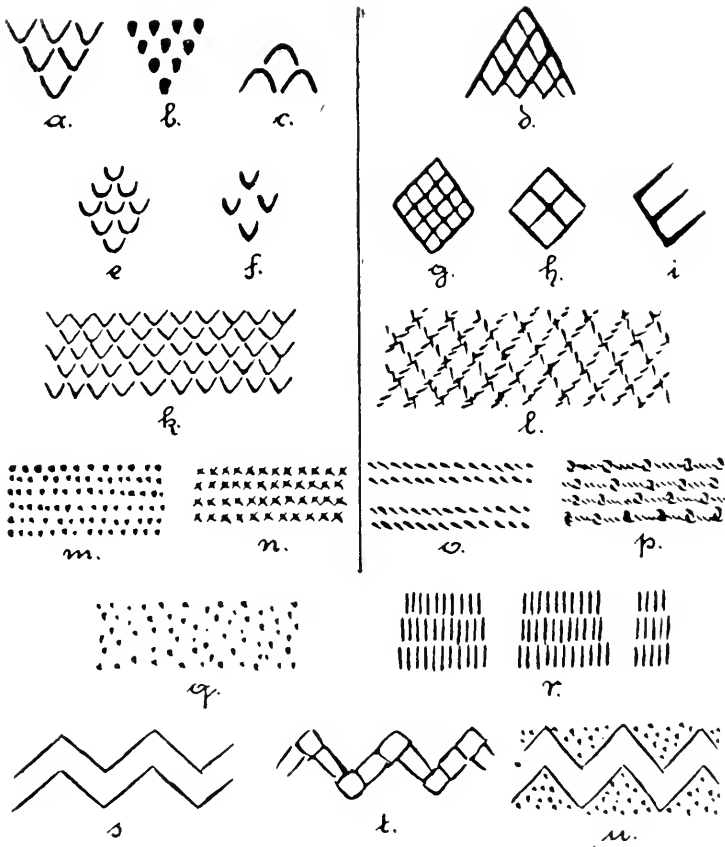 a. b. c. d.
e f. g. h. i
k. l.
m. n. o. p.
q. r.
s t. u.